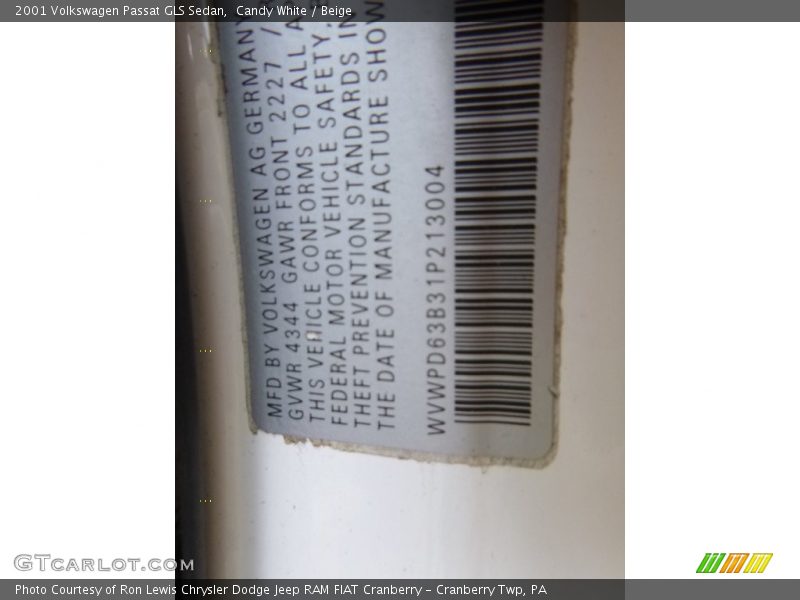 2001 Volkswagen Passat GLS Sedan,  Candy White / Beige
MFD BY VOLKSWAGEN AG GERMANY
GVWR 4344 GAWR FRONT 2227 /
THIS VEHICLE CONFORMS TO ALL A
FEDERAL MOTOR VEHICLE SAFETY,
THEFT PREVENTION STANDARDS IN
THE DATE OF MANUFACTURE SHOW
WVWPD63B31P213004
GTCARLOT.COM
Photo Courtesy of Ron Lewis Chrysler Dodge Jeep RAM FIAT Cranberry – Cranberry Twp, PA